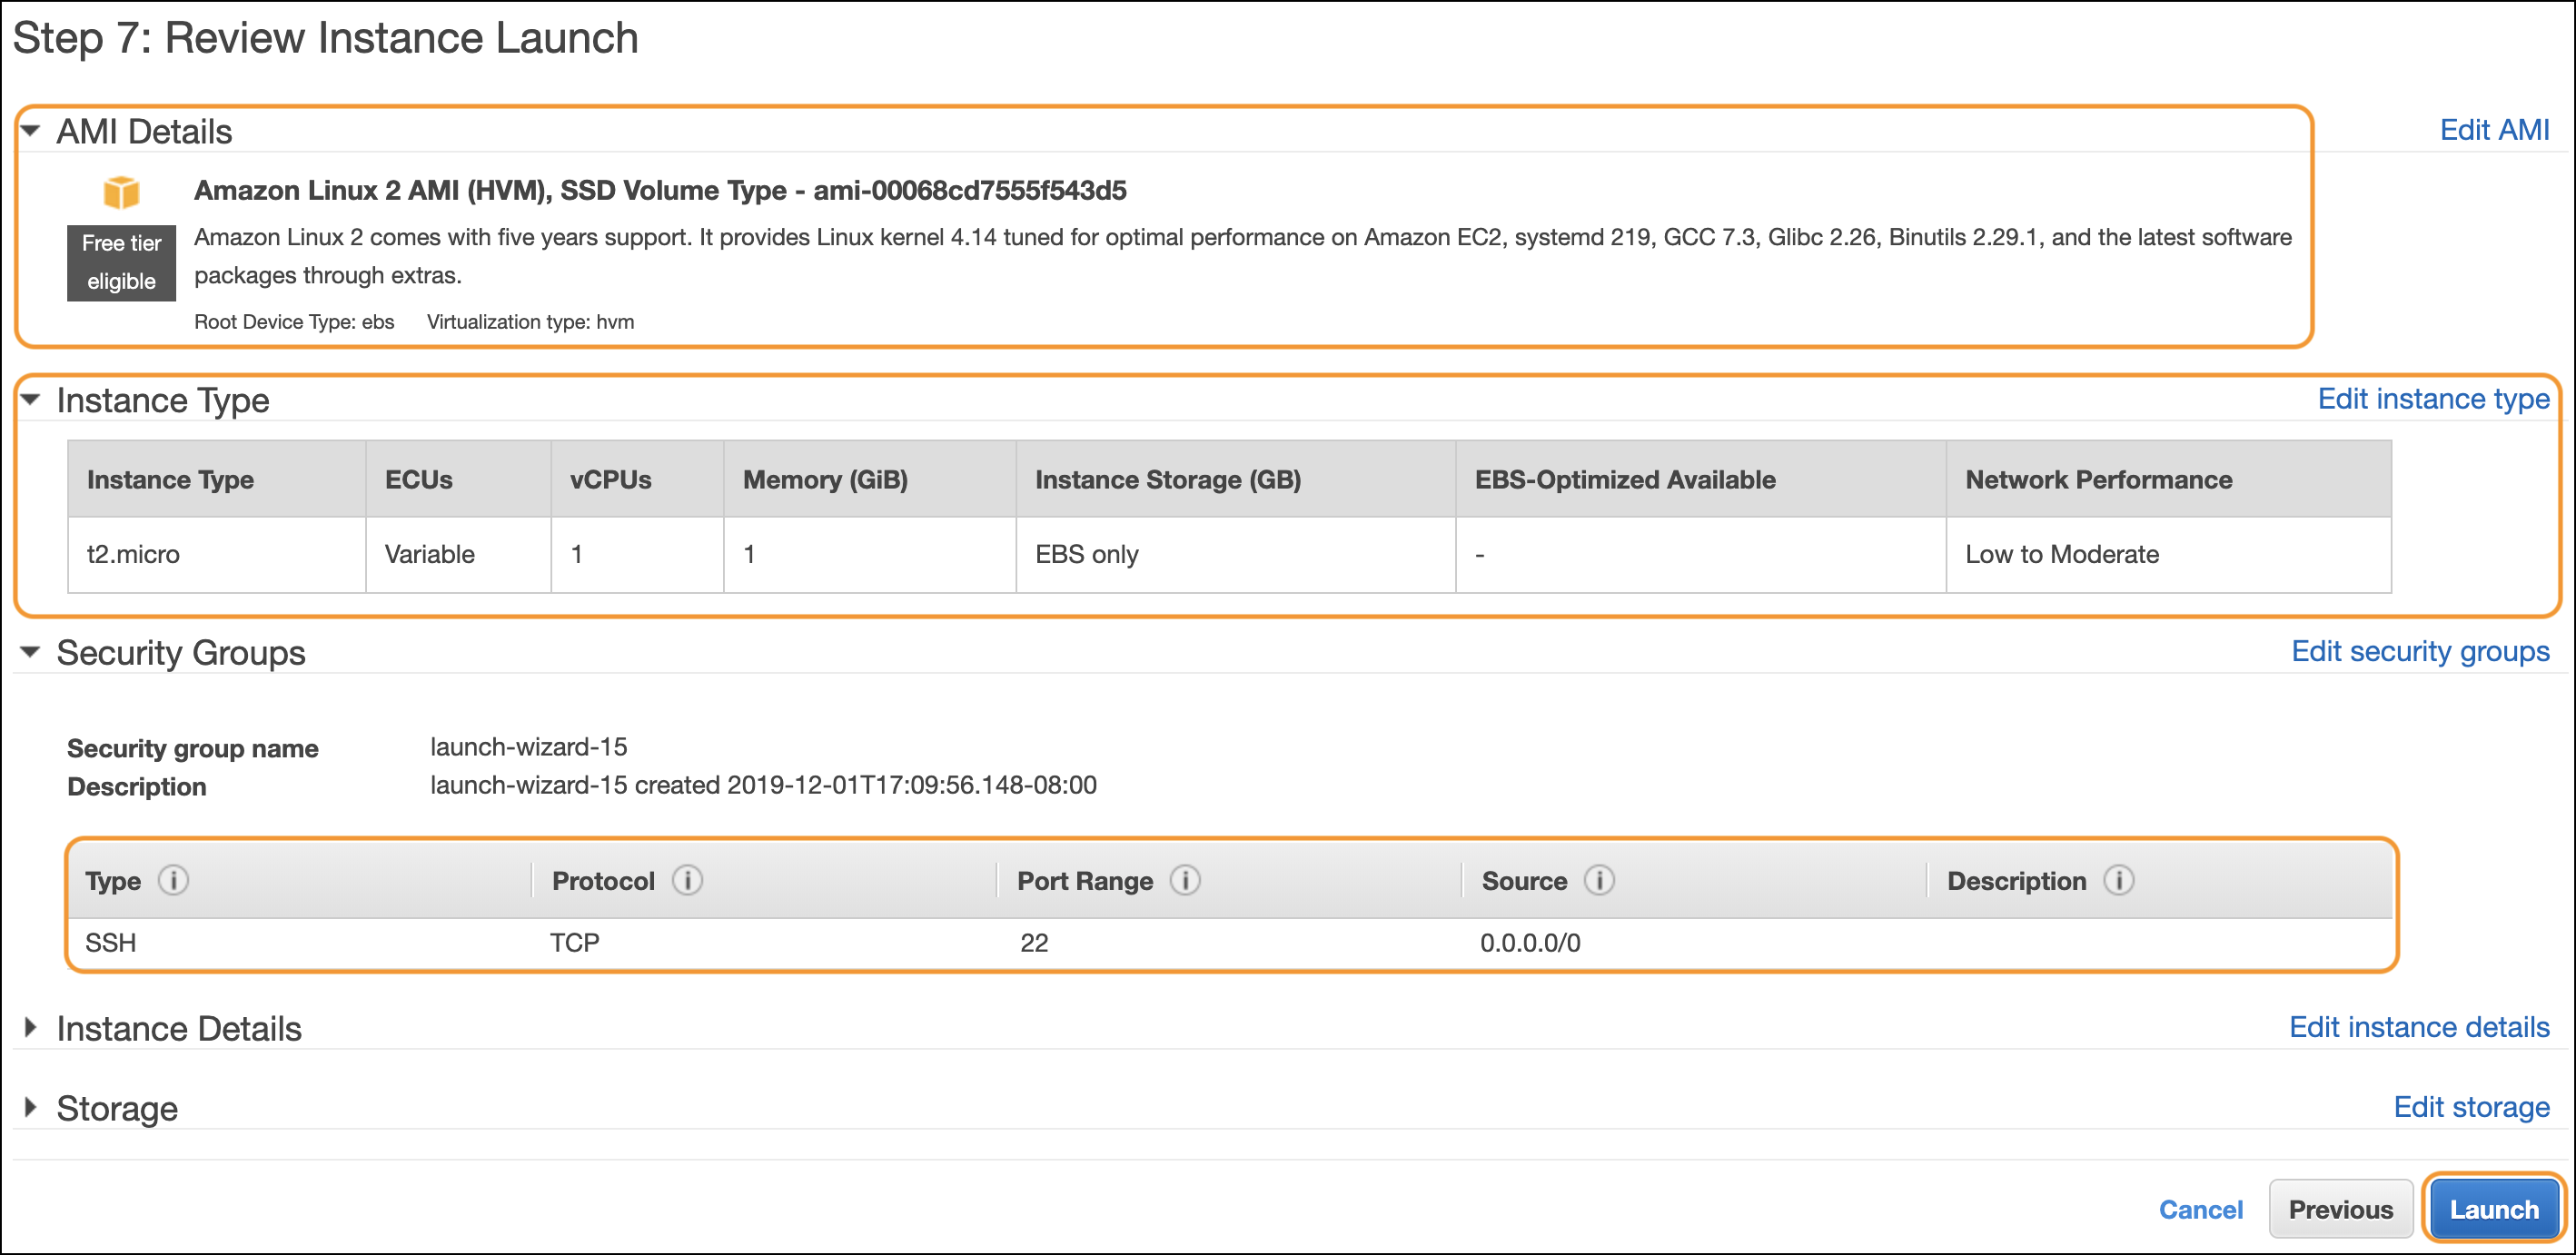 Step 7: Review Instance Launch
AMI Details
Edit AMI
Amazon Linux 2 AMI (HVM), SSD Volume Type - ami-00068cd7555f543d5
Free tier
eligible
Amazon Linux 2 comes with five years support. It provides Linux kernel 4.14 tuned for optimal performance on Amazon EC2, systemd 219, GCC 7.3, Glibc 2.26, Binutils 2.29.1, and the latest software
packages through extras.
Root Device Type: ebs Virtualization type: hvm
Instance Type
Edit instance type
Instance Type ECUs vCPUs Memory (GiB) Instance Storage (GB) EBS-Optimized Available Network Performance
t2.micro Variable 1 1 EBS only - Low to Moderate
Security Groups
Edit security groups
Security group name launch-wizard-15
Description launch-wizard-15 created 2019-12-01T17:09:56.148-08:00
Type i Protocol i Port Range i Source i Description i
SSH TCP 22 0.0.0.0/0
Instance Details
Edit instance details
Storage
Edit storage
Cancel Previous Launch